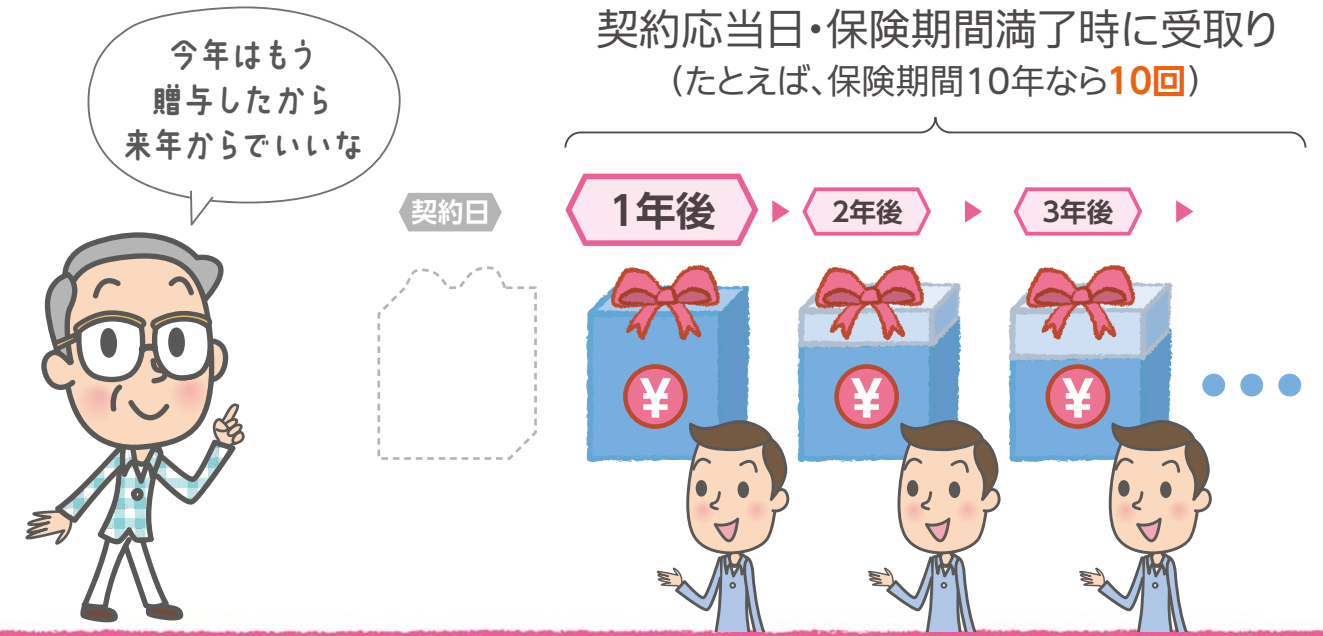 今年はもう
贈与したから
来年からでいいな
契約応当日・保険期間満了時に受取り
(たとえば、保険期間10年なら10回)
契約日
1年後
2年後
3年後
¥
¥
¥